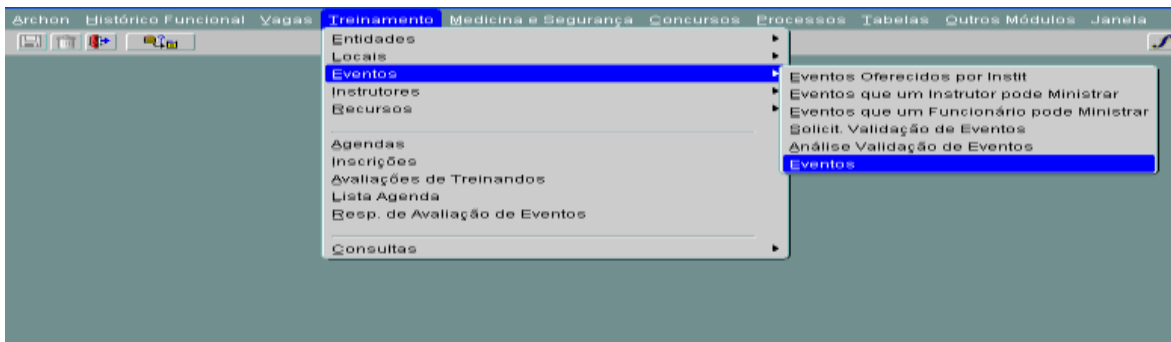 Archon Histórico Funcional Vagas Treinamento Medicina e Segurança Concursos Processos Tabelas Outros Módulos Janela
Entidades
Locais
Eventos
Instrutores
Recursos
Agendas
Inscrições
Avaliações de Treinandos
Lista Agenda
Resp. de Avaliação de Eventos
Consultas
Eventos Oferecidos por Instit
Eventos que um Instrutor pode Ministrar
Eventos que um Funcionário pode Ministrar
Solicit. Validação de Eventos
Análise Validação de Eventos
Eventos